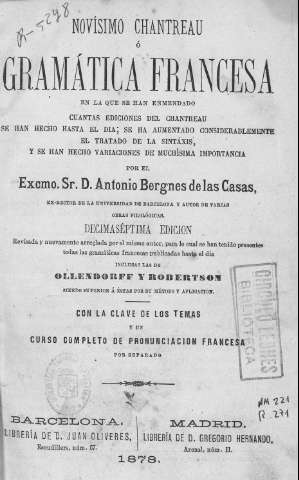 R-5248
NOVÍSIMO CHANTREAU
Ó
GRAMÁTICA FRANCESA
EN LA QUE SE HAN ENMENDADO
CUANTAS EDICIONES DEL CHANTREAU
SE HAN HECHO HASTA EL DIA; SE HA AUMENTADO CONSIDERABLEMENTE
EL TRATADO DE LA SINTÁXIS,
Y SE HAN HECHO VARIACIONES DE MUCHÍSIMA IMPORTANCIA
POR EL
Excmo. Sr. D. Antonio Bergnes de las Casas,
EX-RECTOR DE LA UNIVERSIDAD DE BARCELONA Y AUTOR DE VARIAS
OBRAS FILOLÓGICAS.
DECIMASÉPTIMA EDICION
Revisada y nuevamente arreglada por el mismo autor, para lo cual se han tenido presentes
todas las gramáticas francesas publicadas hasta el dia
INCLUSAS LAS DE
OLLENDORFF Y ROBERTSON
SIENDO SUPERIOR Á ÉSTAS POR SU MÉTODO Y APLICACION.
CON LA CLAVE DE LOS TEMAS
Y UN
CURSO COMPLETO DE PRONUNCIACION FRANCESA
POR SEPARADO
BIBLIOTECA
R. 271
BARCELONA.
LIBRERÍA DE D. JUAN OLIVERES,
Escudillers, núm. 57.
MADRID.
LIBRERÍA DE D. GREGORIO HERNANDO,
Arenal, núm. 11.
1878.